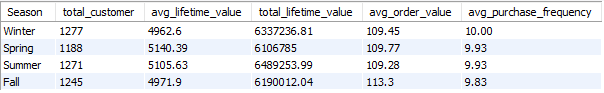 Season total_customer avg_lifetime_value total_lifetime_value avg_order_value avg_purchase_frequency
Winter 1277 4962.6 6337236.81 109.45 10.00
Spring 1188 5140.39 6106785 109.77 9.93
Summer 1271 5105.63 6489253.99 109.28 9.93
Fall 1245 4971.9 6190012.04 113.3 9.83